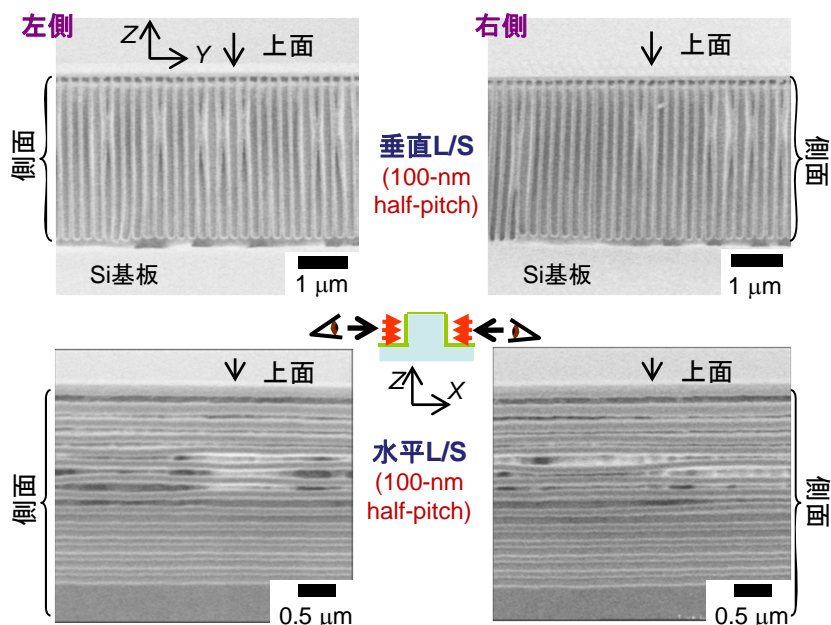 左側
右側
Z
Y
上面
上面
側面
側面
垂直L/S
(100-nm
half-pitch)
Si基板
1 μm
Si基板
1 μm
上面
Z
X
上面
側面
側面
水平L/S
(100-nm
half-pitch)
0.5 μm
0.5 μm